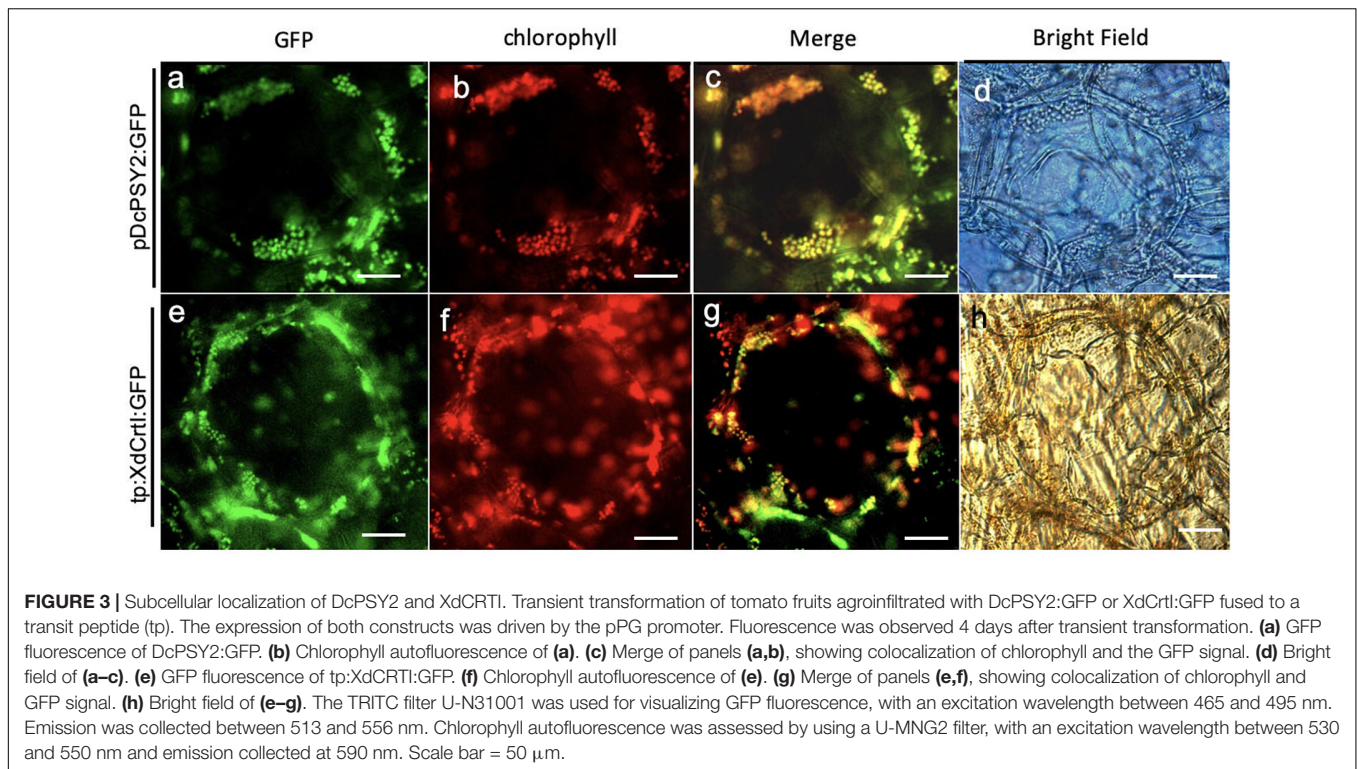 GFP chlorophyll Merge Bright Field
pDcPSY2:GFP
a b c d
tp:XdCrtI:GFP
e f g h
FIGURE 3 | Subcellular localization of DcPSY2 and XdCRTI. Transient transformation of tomato fruits agroinfiltrated with DcPSY2:GFP or XdCrtI:GFP fused to a
transit peptide (tp). The expression of both constructs was driven by the pPG promoter. Fluorescence was observed 4 days after transient transformation. (a) GFP
fluorescence of DcPSY2:GFP. (b) Chlorophyll autofluorescence of (a). (c) Merge of panels (a,b), showing colocalization of chlorophyll and the GFP signal. (d) Bright
field of (a–c). (e) GFP fluorescence of tp:XdCRTI:GFP. (f) Chlorophyll autofluorescence of (e). (g) Merge of panels (e,f), showing colocalization of chlorophyll and
GFP signal. (h) Bright field of (e–g). The TRITC filter U-N31001 was used for visualizing GFP fluorescence, with an excitation wavelength between 465 and 495 nm.
Emission was collected between 513 and 556 nm. Chlorophyll autofluorescence was assessed by using a U-MNG2 filter, with an excitation wavelength between 530
and 550 nm and emission collected at 590 nm. Scale bar = 50 μm.